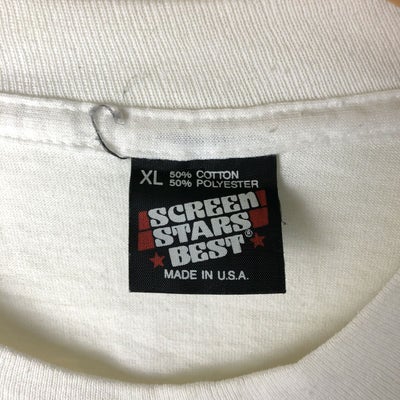 XL 50% COTTON
50% POLYESTER
SCREEN
STARS
BEST®
MADE IN U.S.A.